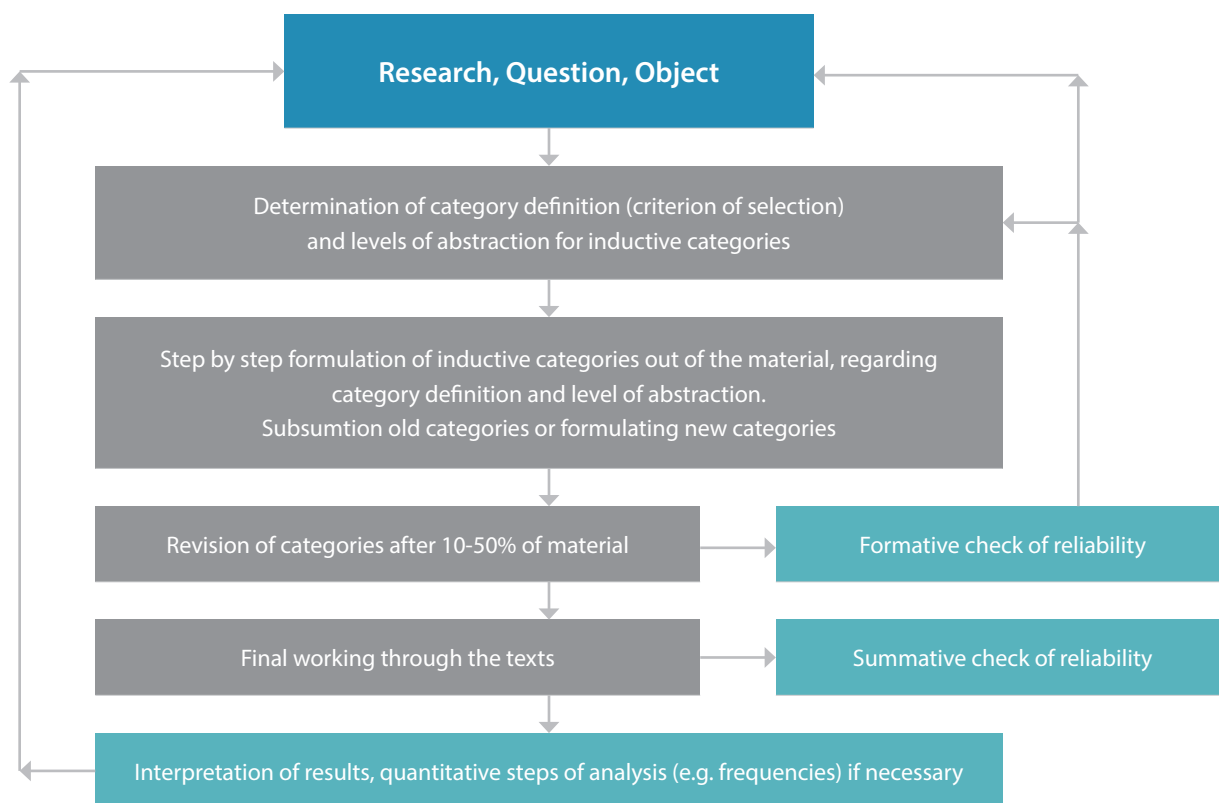 Research, Question, Object
Determination of category definition (criterion of selection)
and levels of abstraction for inductive categories
Step by step formulation of inductive categories out of the material, regarding
category definition and level of abstraction.
Subsumtion old categories or formulating new categories
Revision of categories after 10-50% of material
Formative check of reliability
Final working through the texts
Summative check of reliability
Interpretation of results, quantitative steps of analysis (e.g. frequencies) if necessary